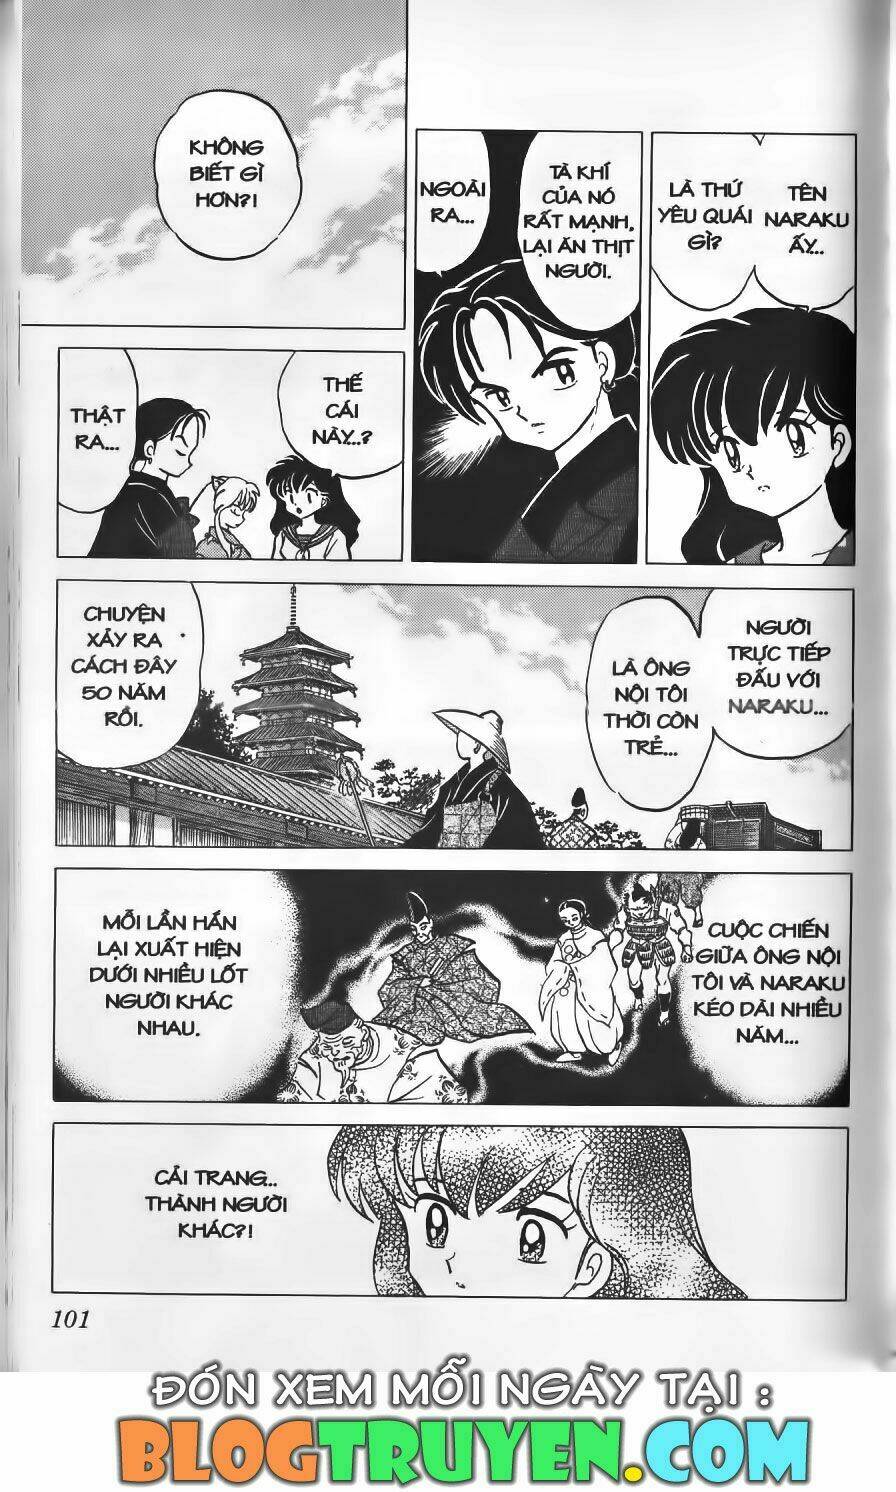 TÊN
NARAKU
ẤY...
LÀ THỨ
YÊU QUÁI
GÌ?
TÀ KHÍ
CỦA NÓ
RẤT MẠNH,
LẠI ĂN THỊT
NGƯỜI.
NGOÀI
RA...
KHÔNG
BIẾT GÌ
HƠN?!
THẾ
CÁI
NÀY...?
THẬT
RA...
NGƯỜI
TRỰC TIẾP
ĐẤU VỚI
NARAKU...
LÀ ÔNG
NỘI TÔI
THỜI CÒN
TRẺ...
CHUYỆN
XẢY RA
CÁCH ĐÂY
50 NĂM
RỒI.
CUỘC CHIẾN
GIỮA ÔNG NỘI
TÔI VÀ NARAKU
KÉO DÀI NHIỀU
NĂM...
MỖI LẦN HẮN
LẠI XUẤT HIỆN
DƯỚI NHIỀU LỐT
NGƯỜI KHÁC
NHAU.
CẢI TRANG...
THÀNH NGƯỜI
KHÁC?!
101
ĐÓN XEM MỖI NGÀY TẠI :
BLOGTRUYEN.COM